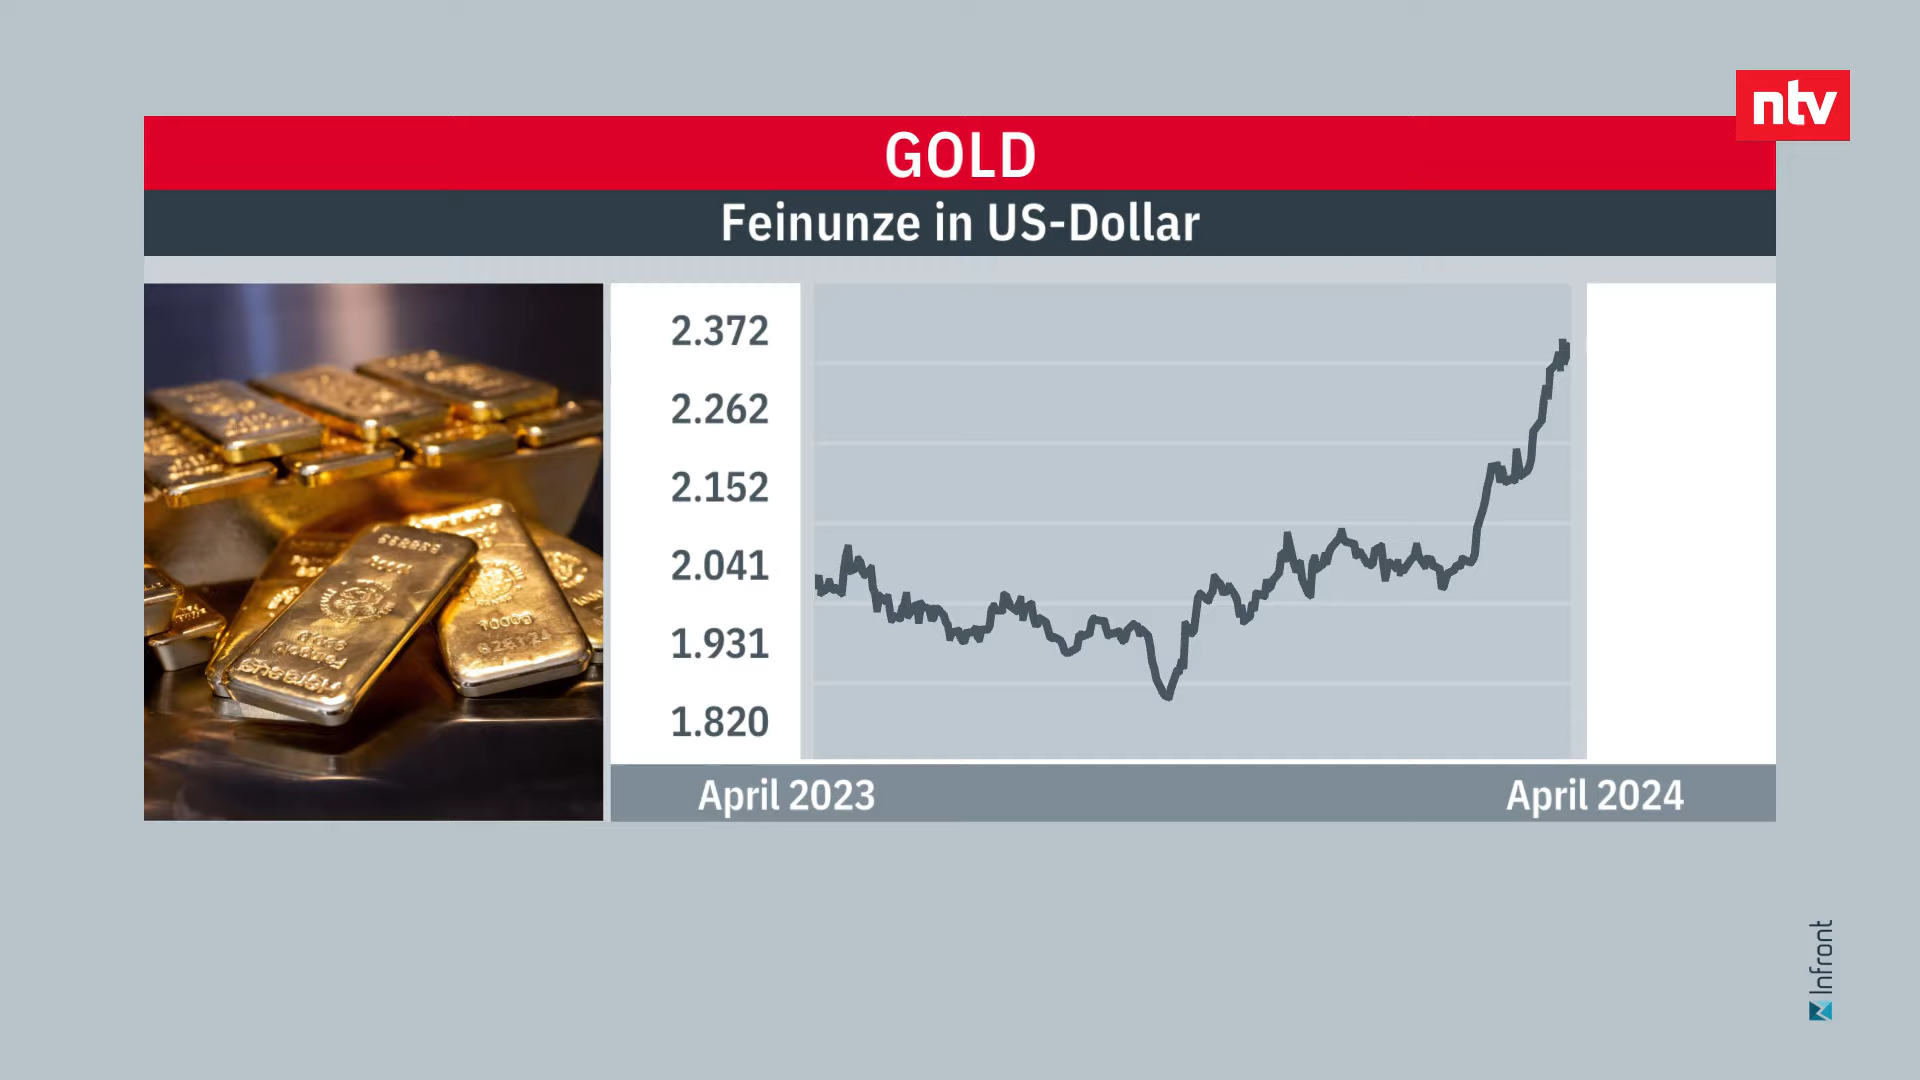 ntv
GOLD
Feinunze in US-Dollar
2.372
2.262
2.152
2.041
1.931
1.820
April 2023
April 2024
Infront